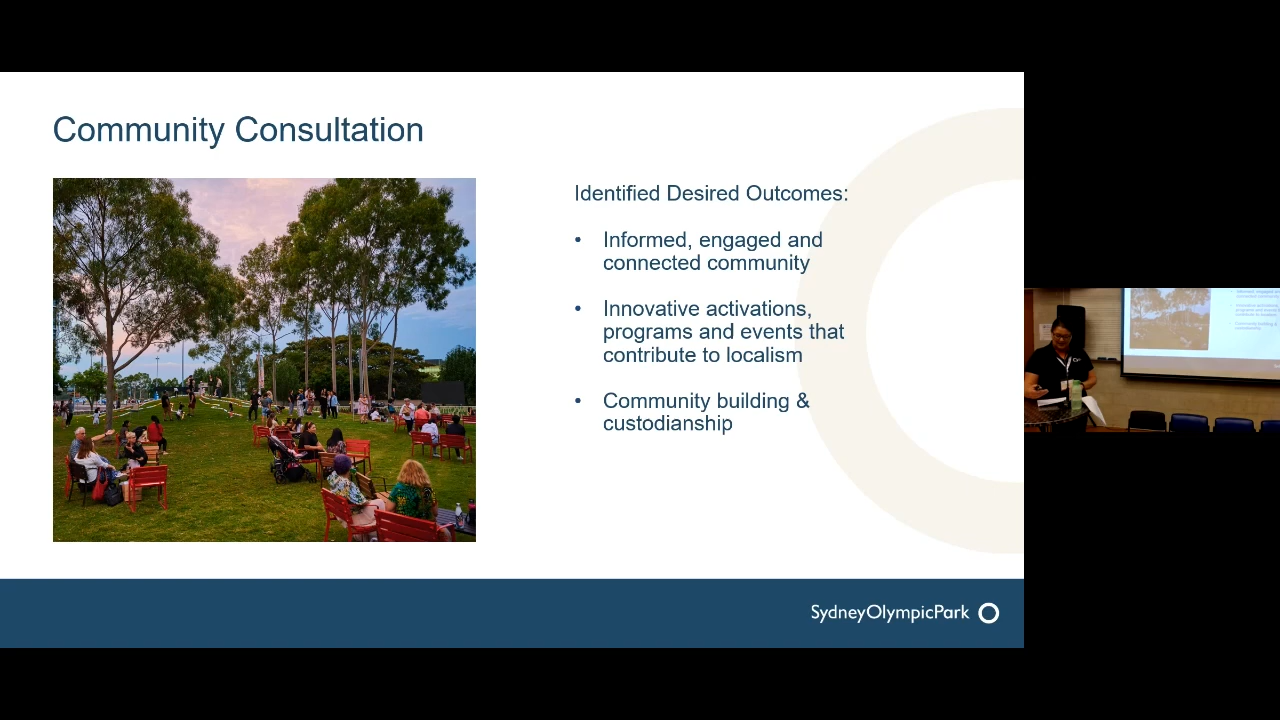 Community Consultation
Identified Desired Outcomes:
• Informed, engaged and
connected community
• Innovative activations,
programs and events that
contribute to localism
• Community building &
custodianship
SydneyOlympicPark